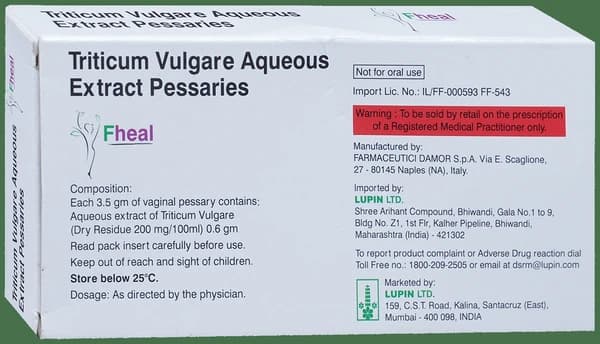 Triticum Vulgare Aqueous
Extract Pessaries
Fheal
Triticum Vulgare Aqueous
Extract Pessaries
Fheal
Triticum Vulgare Aqueous
Extract Pessaries
Fheal
Composition:
Each 3.5 gm of vaginal pessary contains:
Aqueous extract of Triticum Vulgare
(Dry Residue 200 mg/100ml) 0.6 gm
Read pack insert carefully before use.
Keep out of reach and sight of children.
Store below 25°C.
Dosage: As directed by the physician.
Not for oral use
Import Lic. No.: IL/FF-000593 FF-543
Warning : To be sold by retail on the prescription
of a Registered Medical Practitioner only.
Manufactured by:
FARMACEUTICI DAMOR S.p.A. Via E. Scaglione,
27 - 80145 Naples (NA), Italy.
Imported by:
LUPIN LTD.
Shree Arihant Compound, Bhiwandi, Gala No.1 to 9,
Bldg No. Z1, 1st Flr, Kalher Pipeline, Bhiwandi,
Maharashtra (India) - 421302
To report product complaint or Adverse Drug reaction dial
Toll Free no.: 1800-209-2505 or email at dsrm@lupin.com
Marketed by:
LUPIN LTD.
159, C.S.T. Road, Kalina, Santacruz (East),
Mumbai - 400 098, INDIA